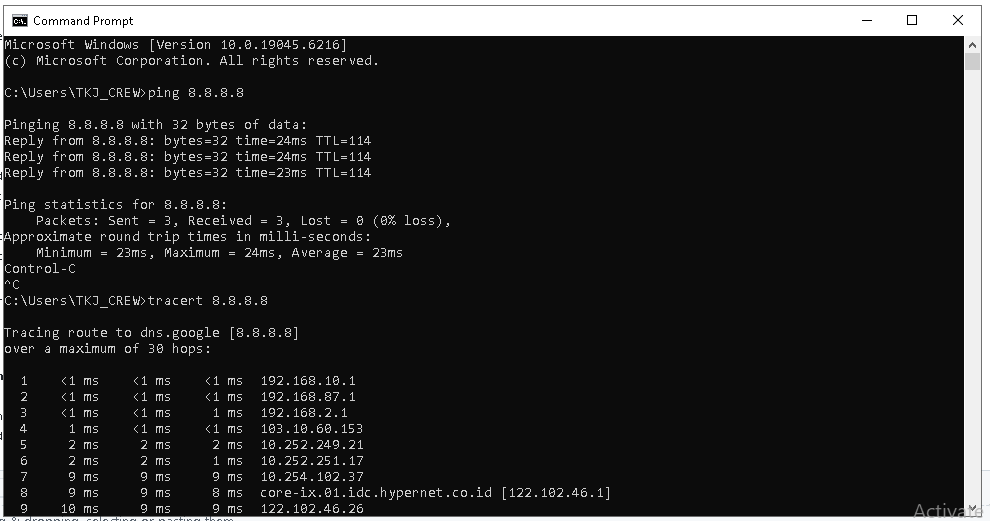 Command Prompt
Microsoft Windows [Version 10.0.19045.6216]
(c) Microsoft Corporation. All rights reserved.
C:\Users\TKJ_CREW>ping 8.8.8.8
Pinging 8.8.8.8 with 32 bytes of data:
Reply from 8.8.8.8: bytes=32 time=24ms TTL=114
Reply from 8.8.8.8: bytes=32 time=24ms TTL=114
Reply from 8.8.8.8: bytes=32 time=23ms TTL=114
Ping statistics for 8.8.8.8:
    Packets: Sent = 3, Received = 3, Lost = 0 (0% loss),
Approximate round trip times in milli-seconds:
    Minimum = 23ms, Maximum = 24ms, Average = 23ms
Control-C
^C
C:\Users\TKJ_CREW>tracert 8.8.8.8
Tracing route to dns.google [8.8.8.8]
over a maximum of 30 hops:
  1    <1 ms    <1 ms    <1 ms  192.168.10.1
  2    <1 ms    <1 ms    <1 ms  192.168.87.1
  3    <1 ms    <1 ms     1 ms  192.168.2.1
  4     1 ms    <1 ms    <1 ms  103.10.60.153
  5     2 ms     2 ms     2 ms  10.252.249.21
  6     2 ms     2 ms     1 ms  10.252.251.17
  7     9 ms     9 ms     9 ms  10.254.102.37
  8     9 ms     9 ms     8 ms  core-ix.01.idc.hypernet.co.id [122.102.46.1]
  9    10 ms     9 ms     9 ms  122.102.46.26
Activate